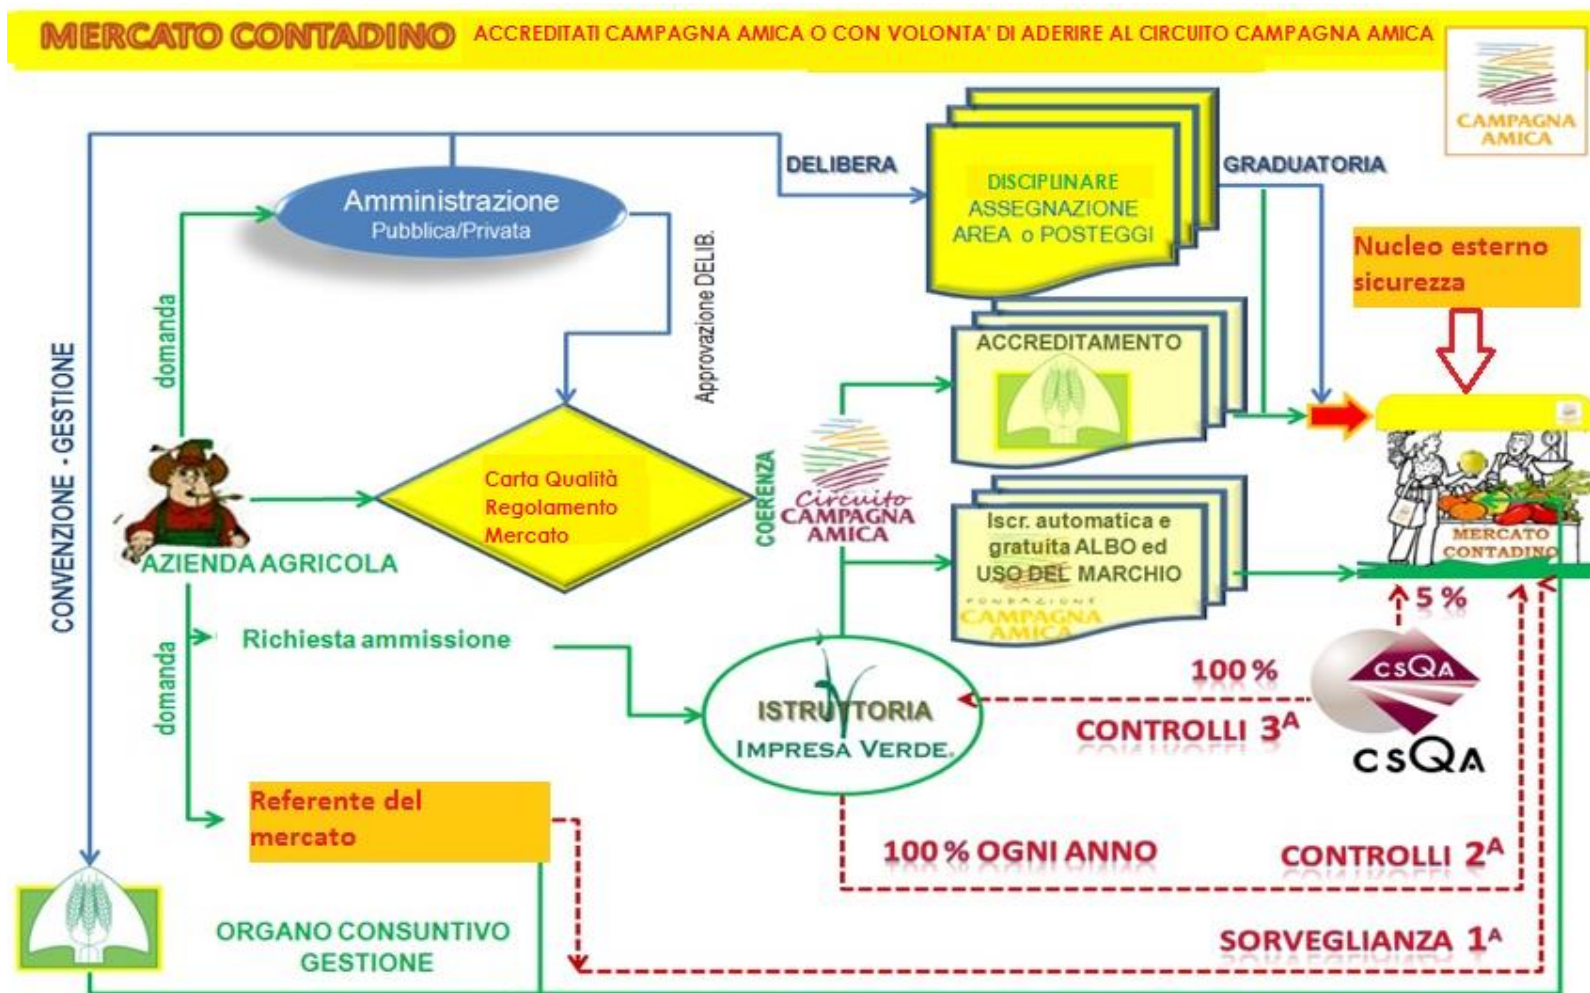 MERCATO CONTADINO ACCREDITATI CAMPAGNA AMICA O CON VOLONTA' DI ADERIRE AL CIRCUITO CAMPAGNA AMICA
CAMPAGNA
AMICA
Amministrazione
Pubblica/Privata
DELIBERA
DISCIPLINARE
ASSEGNAZIONE
AREA o POSTEGGI
GRADUATORIA
Nucleo esterno
sicurezza
domanda
Approvazione DELIB.
CONVENZIONE - GESTIONE
ACCREDITAMENTO
Carta Qualità
Regolamento
Mercato
COERENZA
Circuito
CAMPAGNA
AMICA
AZIENDA AGRICOLA
Iscr. automatica e
gratuita ALBO ed
USO DEL MARCHIO
FONDAZIONE
CAMPAGNA
AMICA
MERCATO
CONTADINO
5 %
Richiesta ammissione
domanda
ISTRUTTORIA
IMPRESA VERDE®
100 %
CONTROLLI 3A
CSQA
CSQA
Referente del
mercato
100 % OGNI ANNO
CONTROLLI 2A
ORGANO CONSUNTIVO
GESTIONE
SORVEGLIANZA 1A